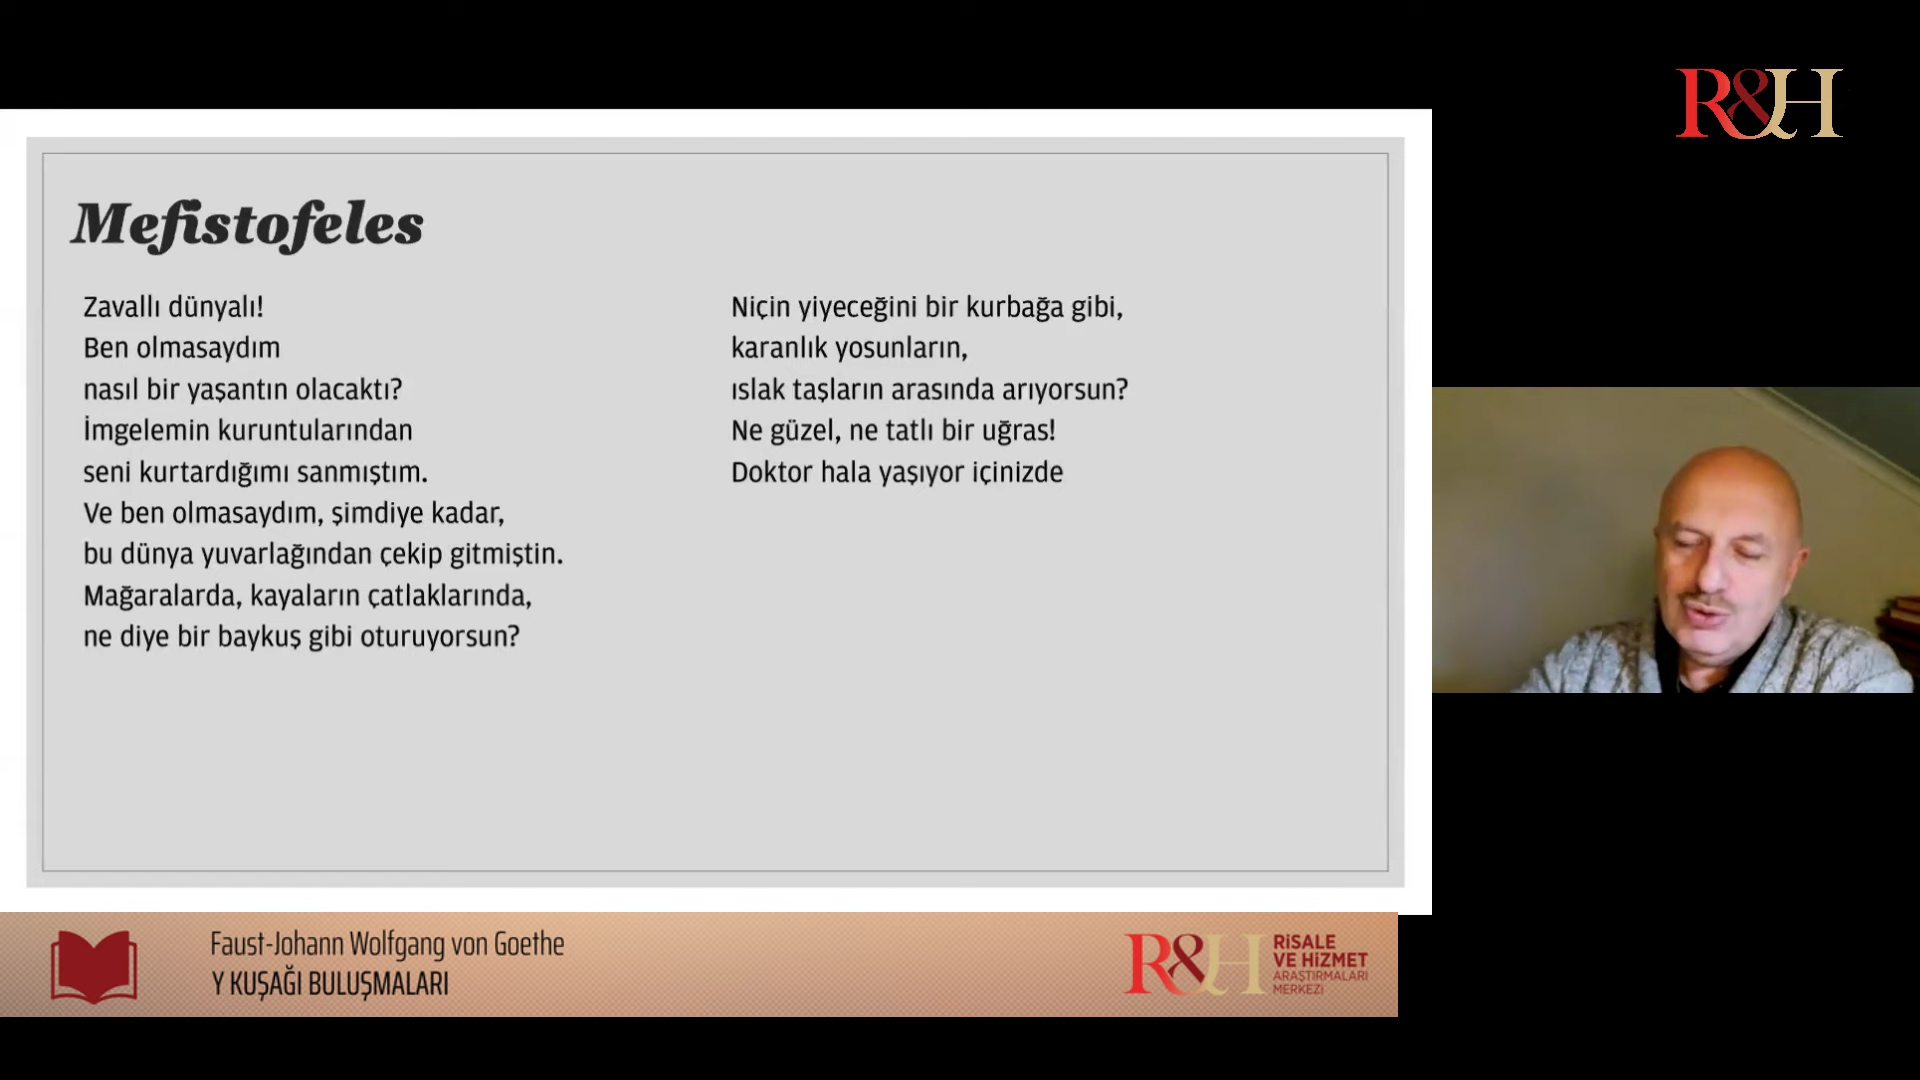 R&H
Mefistofeles
Zavallı dünyalı!
Ben olmasaydım
nasıl bir yaşantın olacaktı?
İmgelemin kuruntularından
seni kurtardığımı sanmıştım.
Ve ben olmasaydım, şimdiye kadar,
bu dünya yuvarlağından çekip gitmiştin.
Mağaralarda, kayaların çatlaklarında,
ne diye bir baykuş gibi oturuyorsun?
Niçin yiyeceğini bir kurbağa gibi,
karanlık yosunların,
ıslak taşların arasında arıyorsun?
Ne güzel, ne tatlı bir uğras!
Doktor hala yaşıyor içinizde
Faust-Johann Wolfgang von Goethe
Y KUŞAĞI BULUŞMALARI
R&H
RİSALE
VE HİZMET
ARAŞTIRMALARI
MERKEZİ